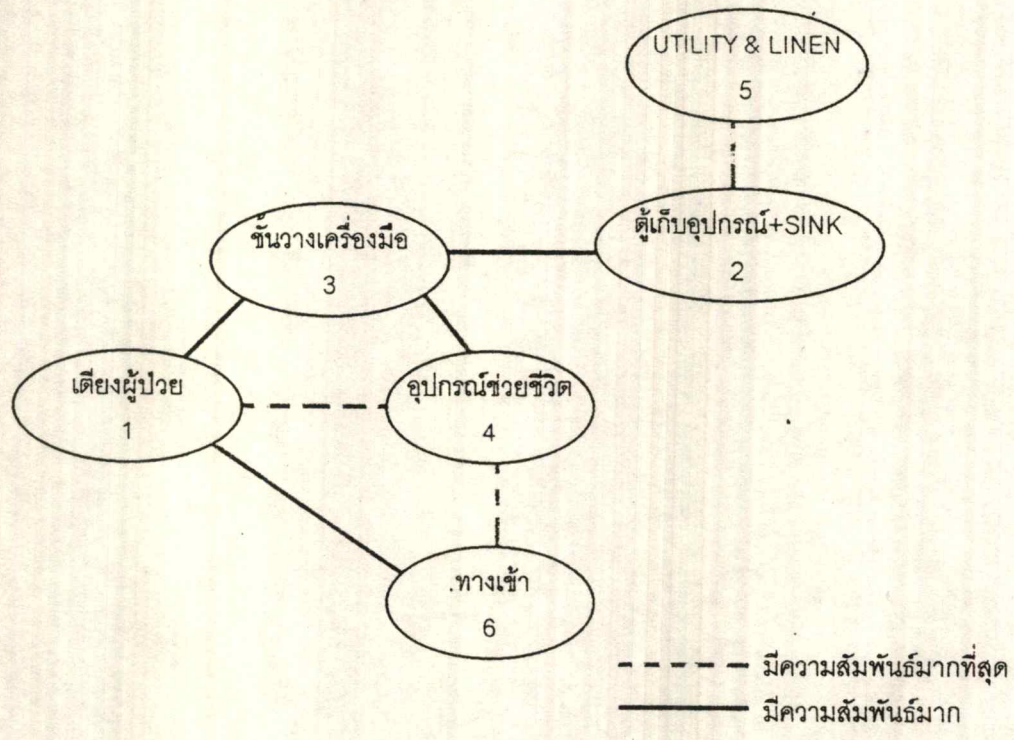 UTILITY & LINEN
5
ตู้เก็บอุปกรณ์+SINK
2
ชั้นวางเครื่องมือ
3
เตียงผู้ป่วย
1
อุปกรณ์ช่วยชีวิต
4
.ทางเข้า
6
มีความสัมพันธ์มากที่สุด
มีความสัมพันธ์มาก